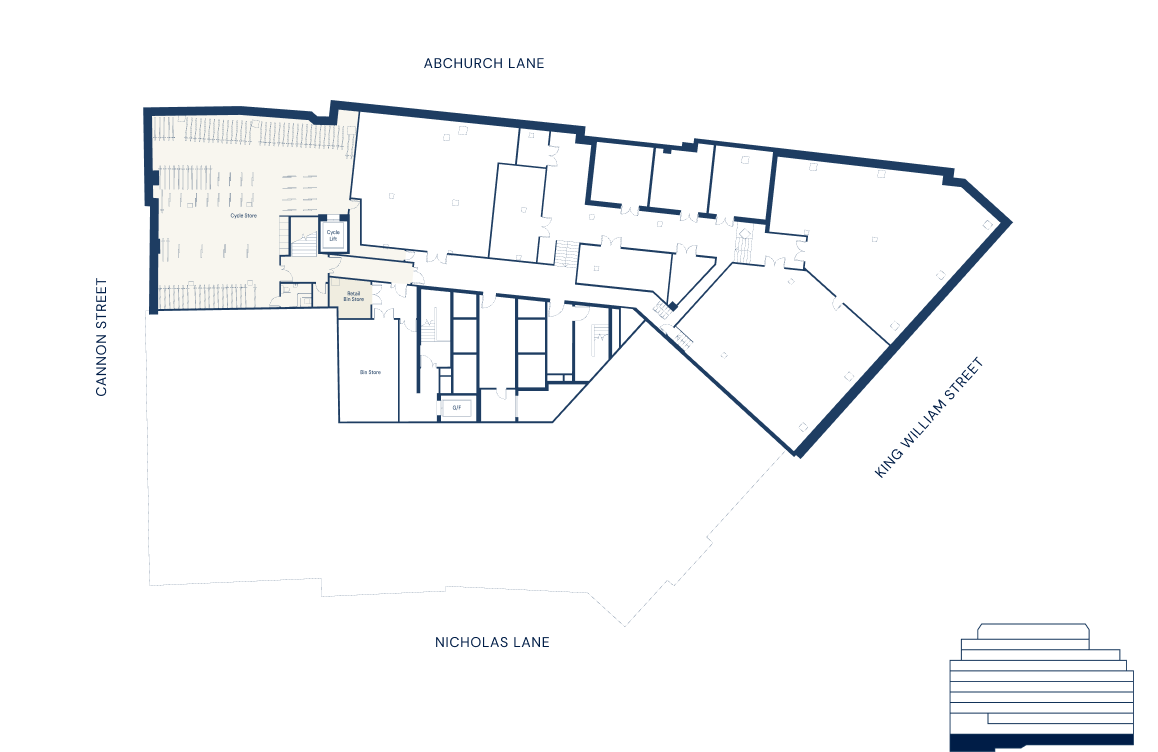 ABCHURCH LANE
Cycle Store
Cycle
Lift
CANNON STREET
Retail
Bin Store
Bin Store
G/F
KING WILLIAM STREET
NICHOLAS LANE